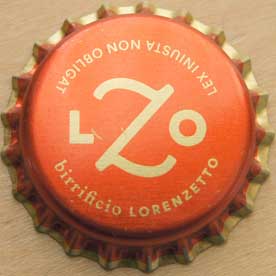 LEX INIUSTA NON OBLIGAT
LZO
birrificio LORENZETTO